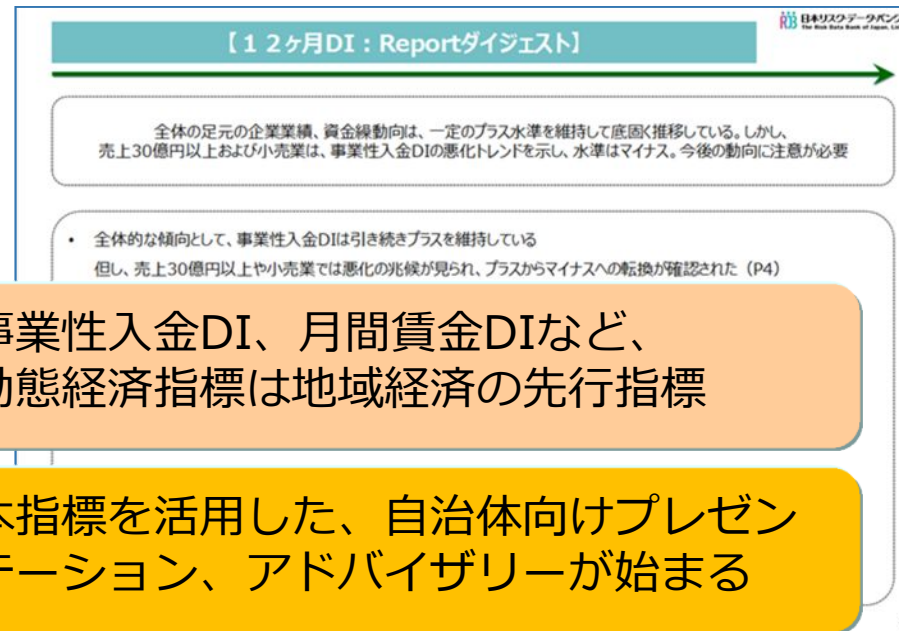 日本リスク・データ・バンク
The Risk Data Bank of Japan, Li
【１２ヶ月DI：Reportダイジェスト】
全体の足元の企業業績、資金繰動向は、一定のプラス水準を維持して底固く推移している。しかし、
売上30億円以上および小売業は、事業性入金DIの悪化トレンドを示し、水準はマイナス。今後の動向に注意が必要
• 全体的な傾向として、事業性入金DIは引き続きプラスを維持している
但し、売上30億円以上や小売業では悪化の兆候が見られ、プラスからマイナスへの転換が確認された（P4）
事業性入金DI、月間賃金DIなど、
動態経済指標は地域経済の先行指標
本指標を活用した、自治体向けプレゼン
テーション、アドバイザリーが始まる